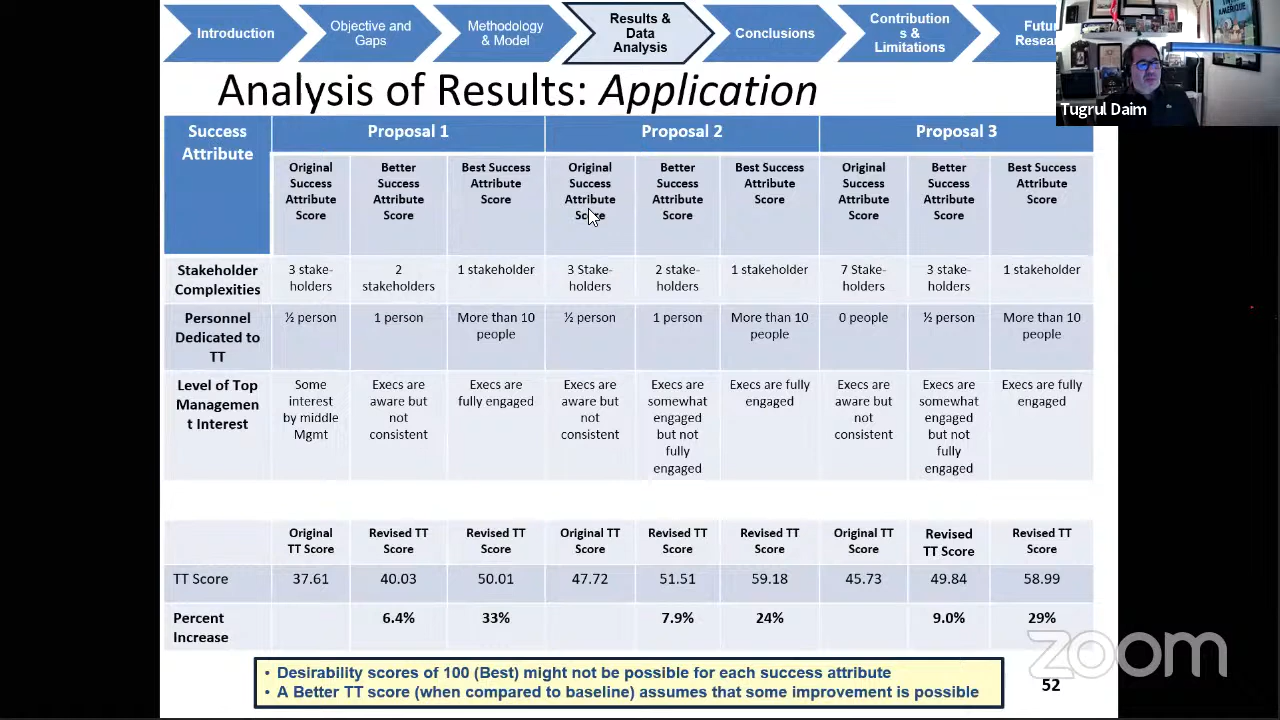 Introduction
Objective and
Gaps
Methodology
& Model
Results &
Data
Analysis
Conclusions
Contribution
s &
Limitations
Futur
Resear
Tugrul Daim
Analysis of Results: Application
Success
Attribute
Proposal 1
Proposal 2
Proposal 3
Original
Success
Attribute
Score
Better
Success
Attribute
Score
Best Success
Attribute
Score
Original
Success
Attribute
Score
Better
Success
Attribute
Score
Best Success
Attribute
Score
Original
Success
Attribute
Score
Better
Success
Attribute
Score
Best Success
Attribute
Score
Stakeholder
Complexities
3 stake-
holders
2
stakeholders
1 stakeholder
3 Stake-
holders
2 stake-
holders
1 stakeholder
7 Stake-
holders
3 stake-
holders
1 stakeholder
Personnel
Dedicated to
TT
½ person
1 person
More than 10
people
½ person
1 person
More than 10
people
0 people
½ person
More than 10
people
Level of Top
Managemen
t Interest
Some
interest
by middle
Mgmt
Execs are
aware but
not
consistent
Execs are
fully engaged
Execs are
aware but
not
consistent
Execs are
somewhat
engaged
but not
fully
engaged
Execs are fully
engaged
Execs are
aware but
not
consistent
Execs are
somewhat
engaged
but not
fully
engaged
Execs are fully
engaged
Original
TT Score
Revised TT
Score
Revised TT
Score
Original TT
Score
Revised TT
Score
Revised TT
Score
Original TT
Score
Revised
TT Score
Revised TT
Score
TT Score
37.61
40.03
50.01
47.72
51.51
59.18
45.73
49.84
58.99
Percent
Increase
6.4%
33%
7.9%
24%
9.0%
29%
• Desirability scores of 100 (Best) might not be possible for each success attribute
• A Better TT score (when compared to baseline) assumes that some improvement is possible
52
zoom